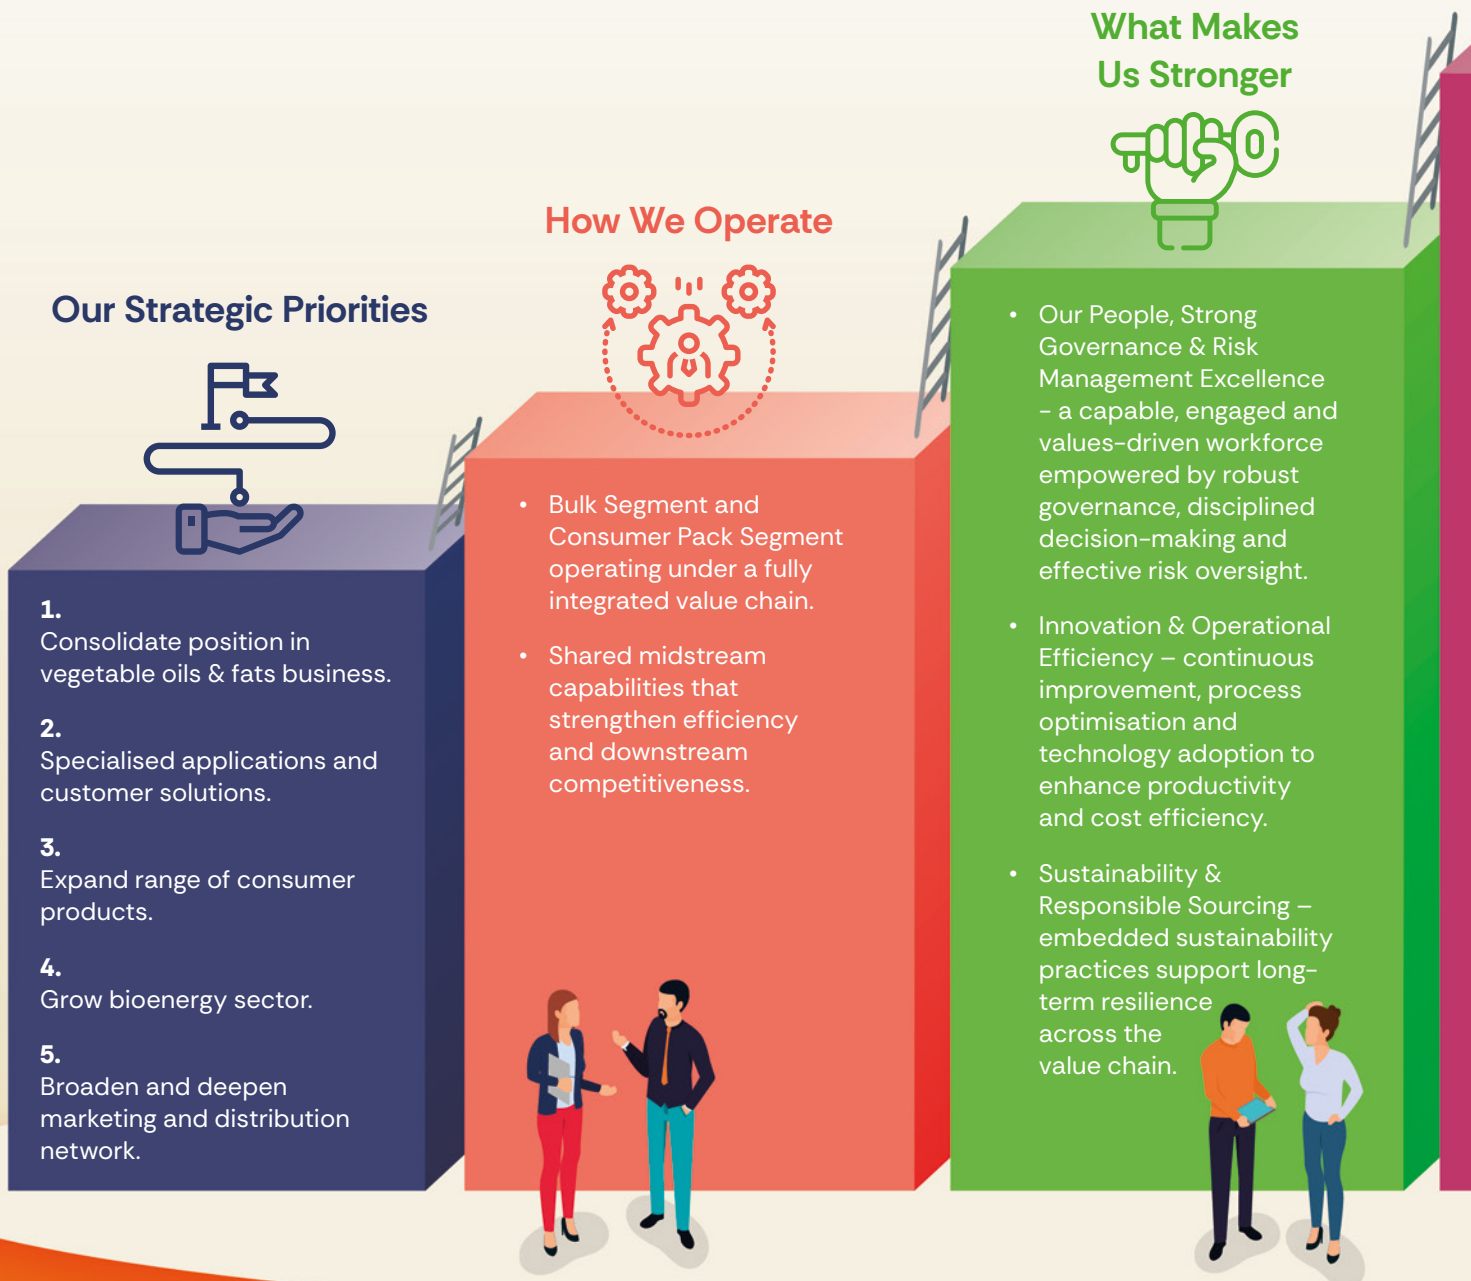 Our Strategic Priorities
1.
Consolidate position in
vegetable oils & fats business.
2.
Specialised applications and
customer solutions.
3.
Expand range of consumer
products.
4.
Grow bioenergy sector.
5.
Broaden and deepen
marketing and distribution
network.
How We Operate
• Bulk Segment and
Consumer Pack Segment
operating under a fully
integrated value chain.
• Shared midstream
capabilities that
strengthen efficiency
and downstream
competitiveness.
What Makes
Us Stronger
• Our People, Strong
Governance & Risk
Management Excellence
- a capable, engaged and
values-driven workforce
empowered by robust
governance, disciplined
decision-making and
effective risk oversight.
• Innovation & Operational
Efficiency – continuous
improvement, process
optimisation and
technology adoption to
enhance productivity
and cost efficiency.
• Sustainability &
Responsible Sourcing –
embedded sustainability
practices support long-
term resilience
across the
value chain.